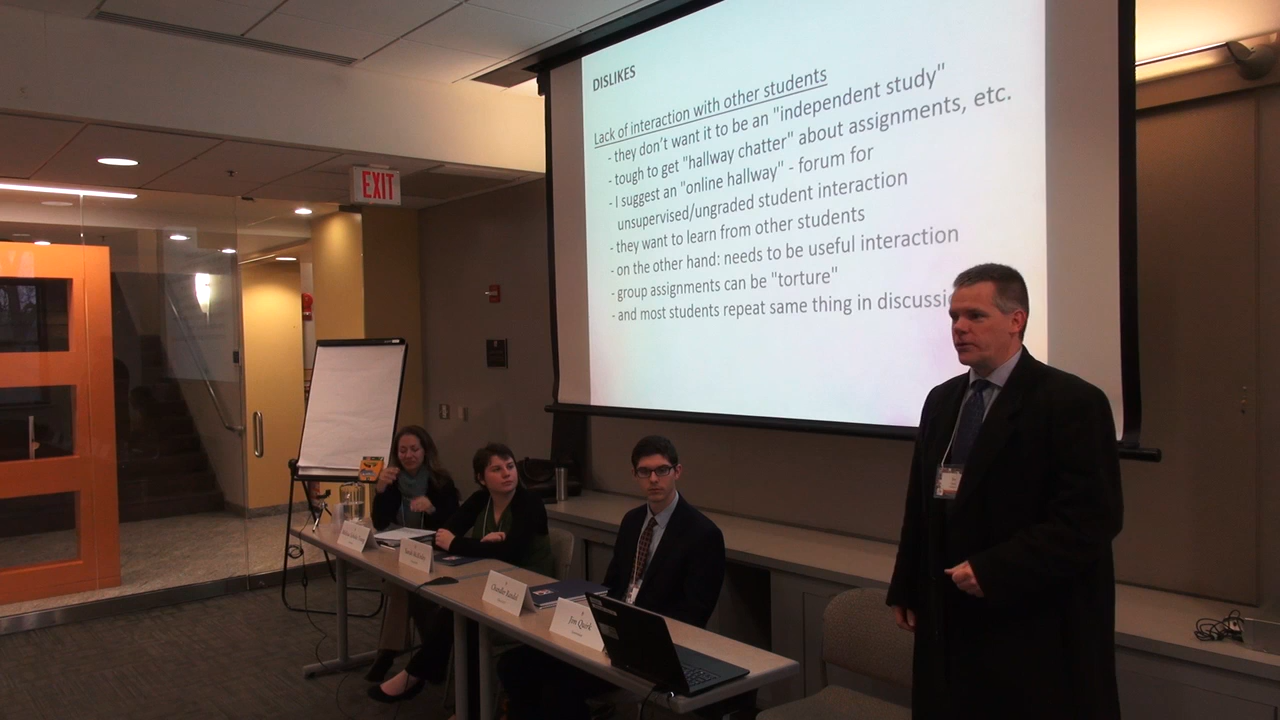 DISLIKES
Lack of interaction with other students
- they don't want it to be an "independent study"
- tough to get "hallway chatter" about assignments, etc.
- I suggest an "online hallway" - forum for
unsupervised/ungraded student interaction
- they want to learn from other students
- on the other hand: needs to be useful interaction
- group assignments can be "torture"
- and most students repeat same thing in discussi
EXIT
Jon Quirk